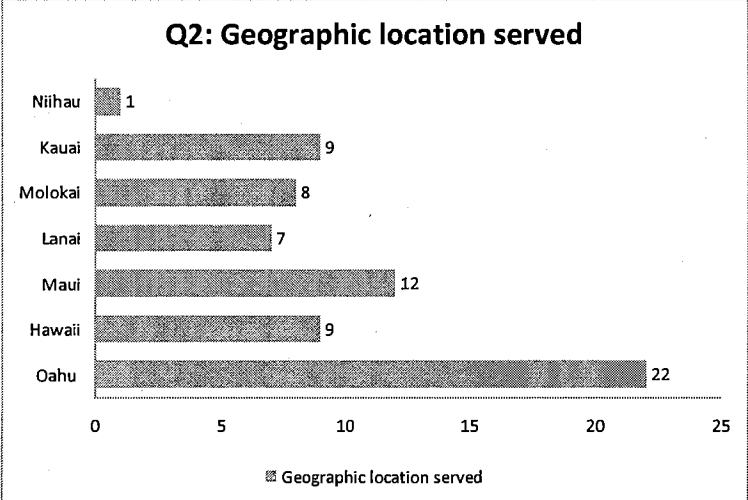 Q2: Geographic location served
Niihau 1
Kauai 9
Molokai 8
Lanai 7
Maui 12
Hawaii 9
Oahu 22
0 5 10 15 20 25
Geographic location served